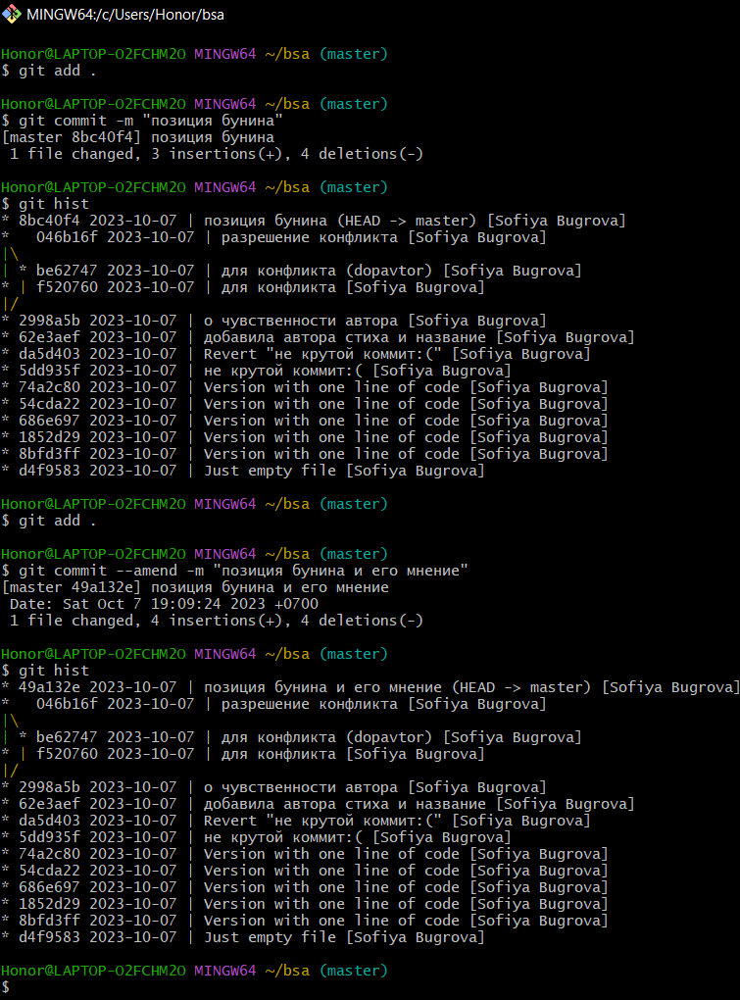 MINGW64:/c/Users/Honor/bsa
Honor@LAPTOP-O2FCHM2O MINGW64 ~/bsa (master)
$ git add .
Honor@LAPTOP-O2FCHM2O MINGW64 ~/bsa (master)
$ git commit -m "позиция бунина"
[master 8bc40f4] позиция бунина
 1 file changed, 3 insertions(+), 4 deletions(-)
Honor@LAPTOP-O2FCHM2O MINGW64 ~/bsa (master)
$ git hist
* 8bc40f4 2023-10-07 | позиция бунина (HEAD -> master) [Sofiya Bugrova]
*   046b16f 2023-10-07 | разрешение конфликта [Sofiya Bugrova]
|\
| * be62747 2023-10-07 | для конфликта (dopavtor) [Sofiya Bugrova]
* | f520760 2023-10-07 | для конфликта [Sofiya Bugrova]
|/
* 2998a5b 2023-10-07 | о чувственности автора [Sofiya Bugrova]
* 62e3aef 2023-10-07 | добавила автора стиха и название [Sofiya Bugrova]
* da5d403 2023-10-07 | Revert "не крутой коммит:(" [Sofiya Bugrova]
* 5dd935f 2023-10-07 | не крутой коммит:( [Sofiya Bugrova]
* 74a2c80 2023-10-07 | Version with one line of code [Sofiya Bugrova]
* 54cda22 2023-10-07 | Version with one line of code [Sofiya Bugrova]
* 686e697 2023-10-07 | Version with one line of code [Sofiya Bugrova]
* 1852d29 2023-10-07 | Version with one line of code [Sofiya Bugrova]
* 8bfd3ff 2023-10-07 | Version with one line of code [Sofiya Bugrova]
* d4f9583 2023-10-07 | Just empty file [Sofiya Bugrova]
Honor@LAPTOP-O2FCHM2O MINGW64 ~/bsa (master)
$ git add .
Honor@LAPTOP-O2FCHM2O MINGW64 ~/bsa (master)
$ git commit --amend -m "позиция бунина и его мнение"
[master 49a132e] позиция бунина и его мнение
 Date: Sat Oct 7 19:09:24 2023 +0700
 1 file changed, 4 insertions(+), 4 deletions(-)
Honor@LAPTOP-O2FCHM2O MINGW64 ~/bsa (master)
$ git hist
* 49a132e 2023-10-07 | позиция бунина и его мнение (HEAD -> master) [Sofiya Bugrova]
*   046b16f 2023-10-07 | разрешение конфликта [Sofiya Bugrova]
|\
| * be62747 2023-10-07 | для конфликта (dopavtor) [Sofiya Bugrova]
* | f520760 2023-10-07 | для конфликта [Sofiya Bugrova]
|/
* 2998a5b 2023-10-07 | о чувственности автора [Sofiya Bugrova]
* 62e3aef 2023-10-07 | добавила автора стиха и название [Sofiya Bugrova]
* da5d403 2023-10-07 | Revert "не крутой коммит:(" [Sofiya Bugrova]
* 5dd935f 2023-10-07 | не крутой коммит:( [Sofiya Bugrova]
* 74a2c80 2023-10-07 | Version with one line of code [Sofiya Bugrova]
* 54cda22 2023-10-07 | Version with one line of code [Sofiya Bugrova]
* 686e697 2023-10-07 | Version with one line of code [Sofiya Bugrova]
* 1852d29 2023-10-07 | Version with one line of code [Sofiya Bugrova]
* 8bfd3ff 2023-10-07 | Version with one line of code [Sofiya Bugrova]
* d4f9583 2023-10-07 | Just empty file [Sofiya Bugrova]
Honor@LAPTOP-O2FCHM2O MINGW64 ~/bsa (master)
$